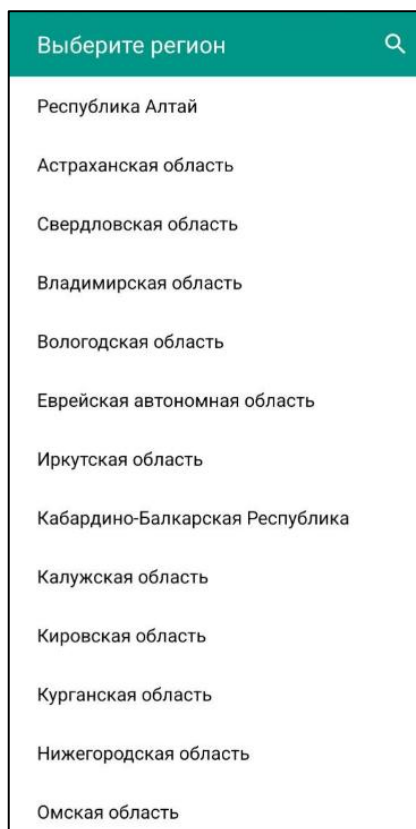 Выберите регион
Республика Алтай
Астраханская область
Свердловская область
Владимирская область
Вологодская область
Еврейская автономная область
Иркутская область
Кабардино-Балкарская Республика
Калужская область
Кировская область
Курганская область
Нижегородская область
Омская область